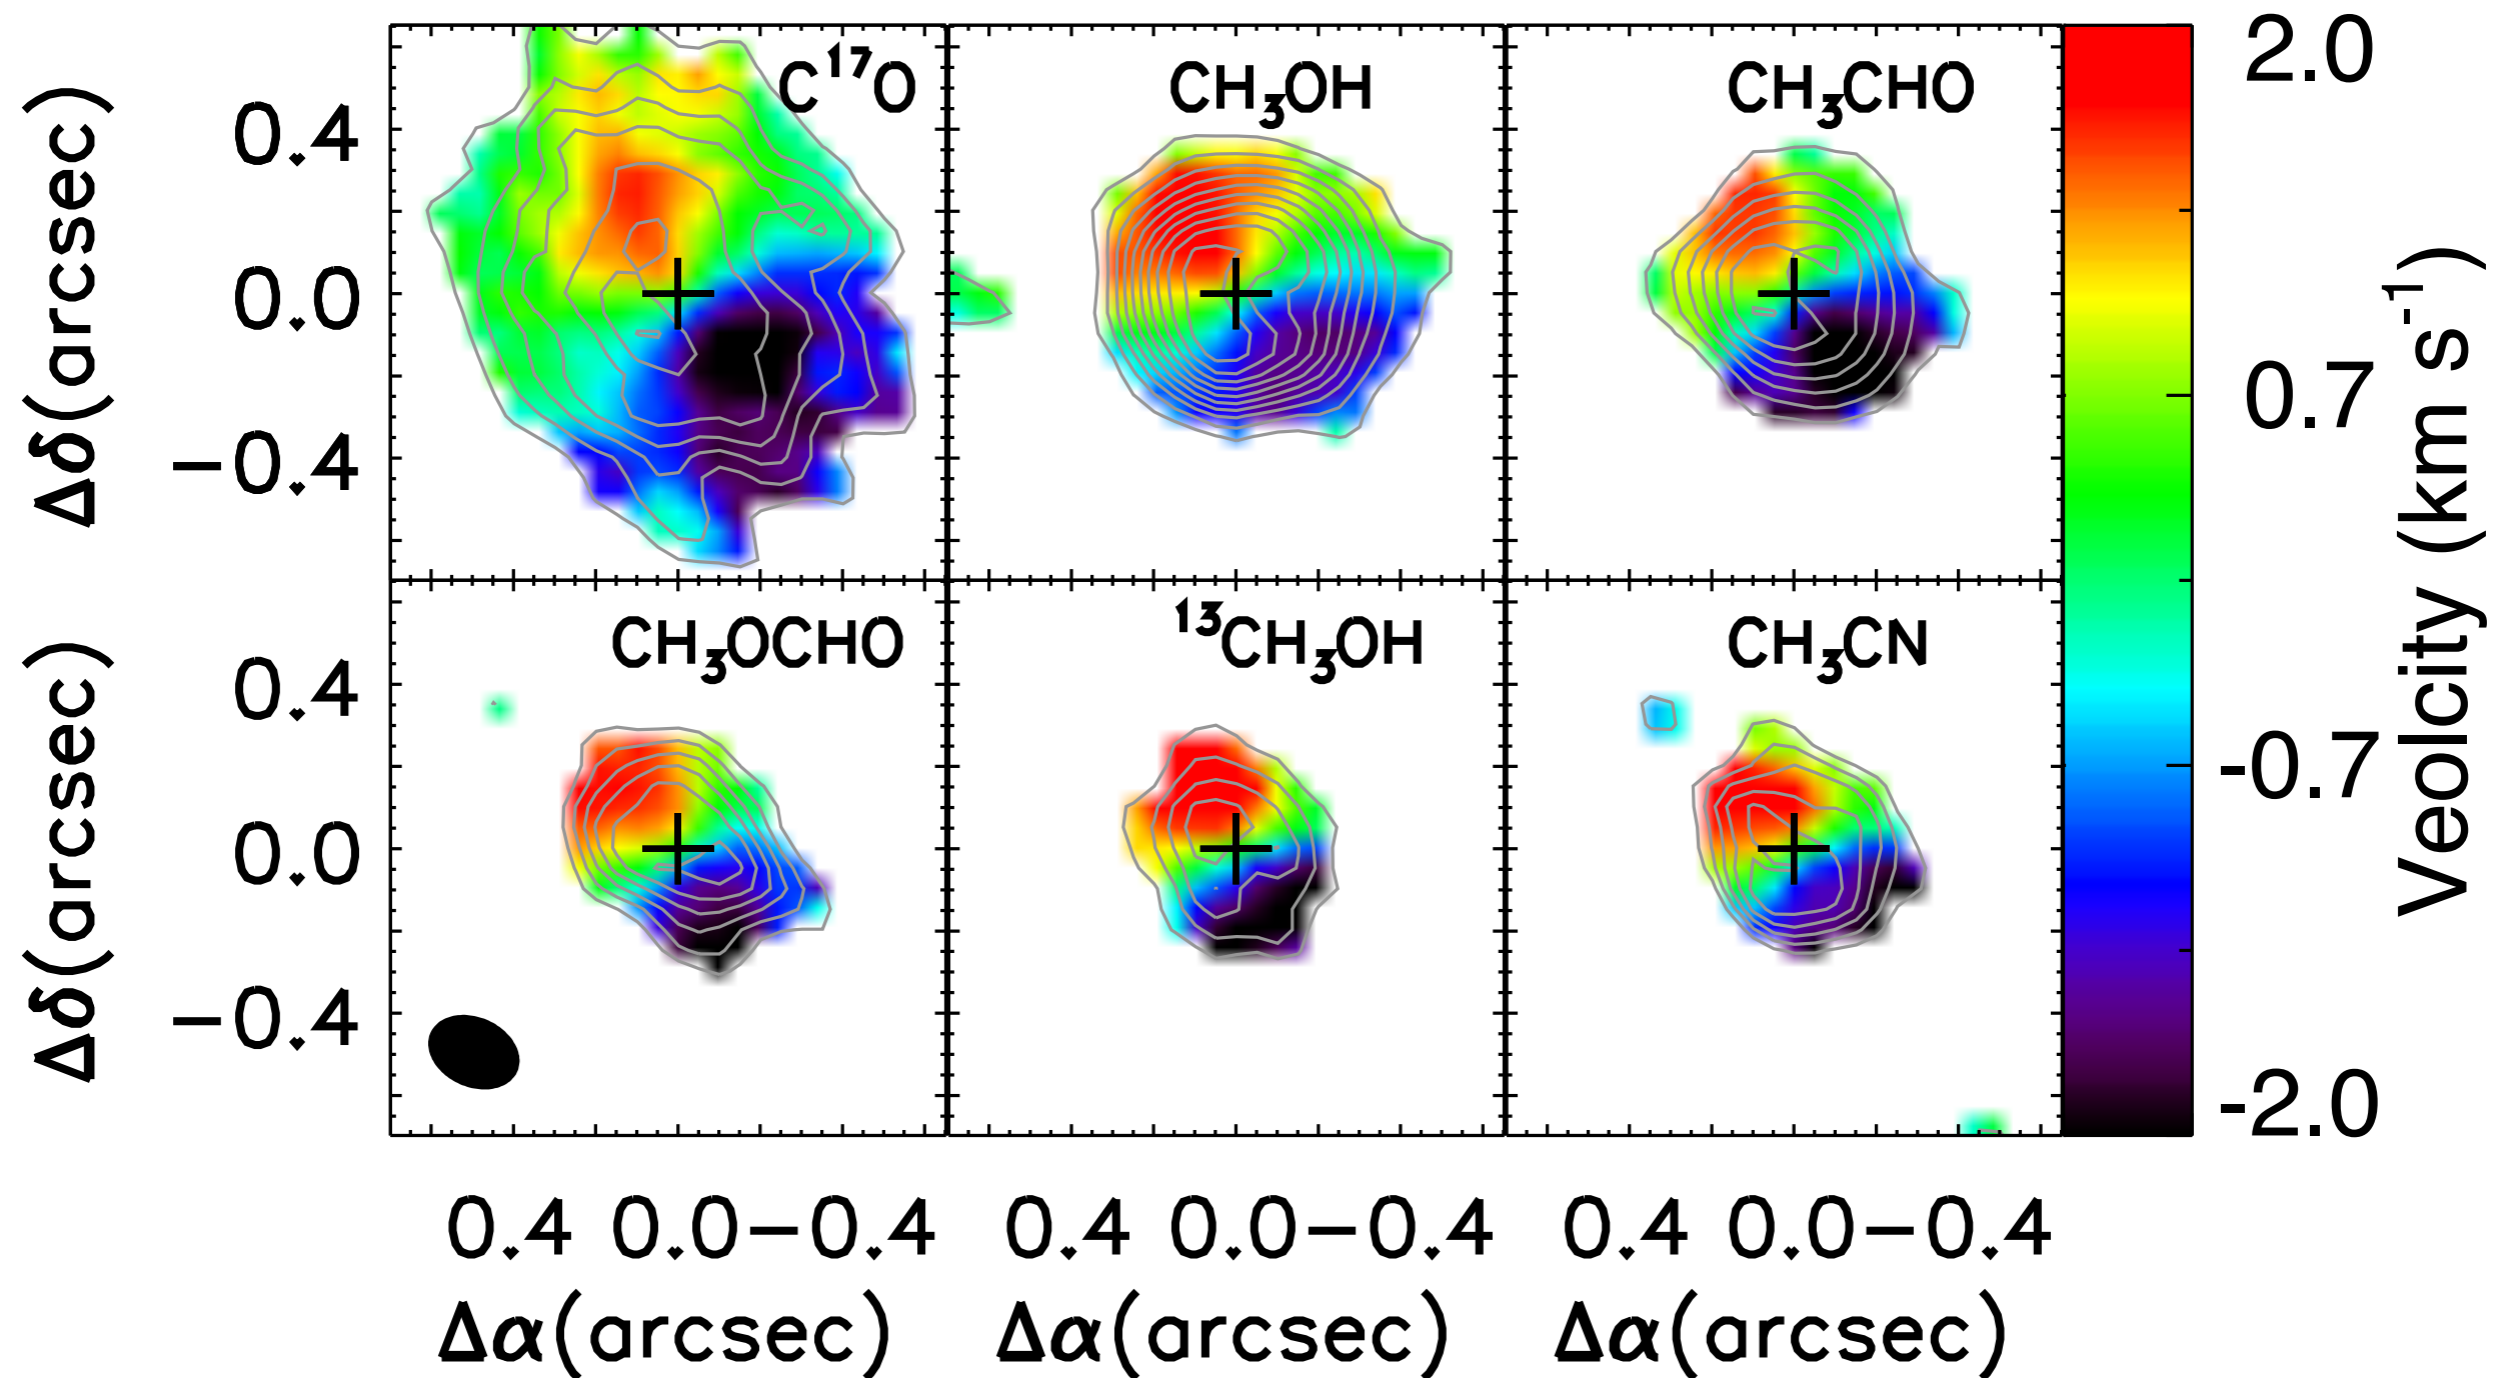 C¹⁷O CH₃OH CH₃CHO
Δδ(arcsec) 0.4 0.0 −0.4
CH₃OCHO ¹³CH₃OH CH₃CN
Δδ(arcsec) 0.4 0.0 −0.4
2.0
0.7
-0.7
-2.0
Veolcity (km s⁻¹)
0.4 0.0 −0.4 0.4 0.0 −0.4 0.4 0.0 −0.4
Δα(arcsec) Δα(arcsec) Δα(arcsec)